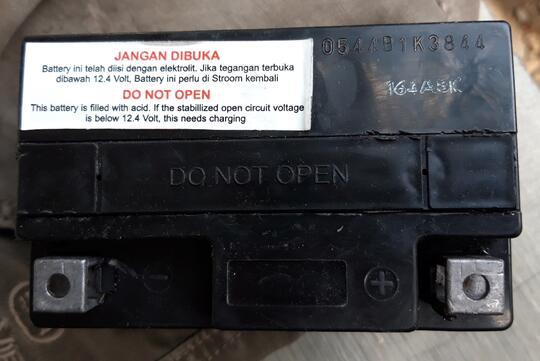 JANGAN DIBUKA
Battery ini telah diisi dengan elektrolit. Jika tegangan terbuka
dibawah 12.4 Volt, Battery ini perlu di Stroom kembali
DO NOT OPEN
This battery is filled with acid. If the stabillized open circuit voltage
is below 12.4 Volt, this needs charging
054AB1K3844
164A8K
DO NOT OPEN